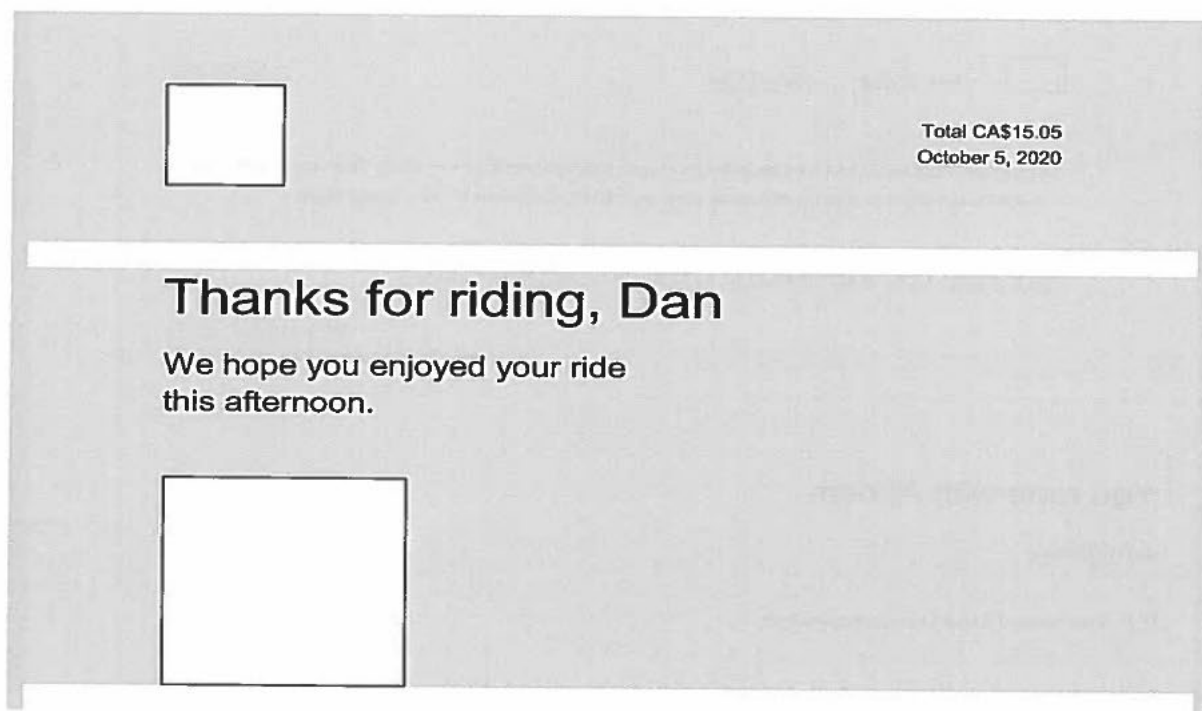 Total CA$15.05
October 5, 2020
Thanks for riding, Dan
We hope you enjoyed your ride
this afternoon.